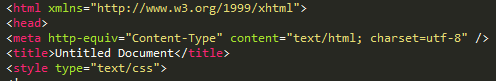 <html xmlns="http://www.w3.org/1999/xhtml">
<head>
<meta http-equiv="Content-Type" content="text/html; charset=utf-8" />
<title>Untitled Document</title>
<style type="text/css">